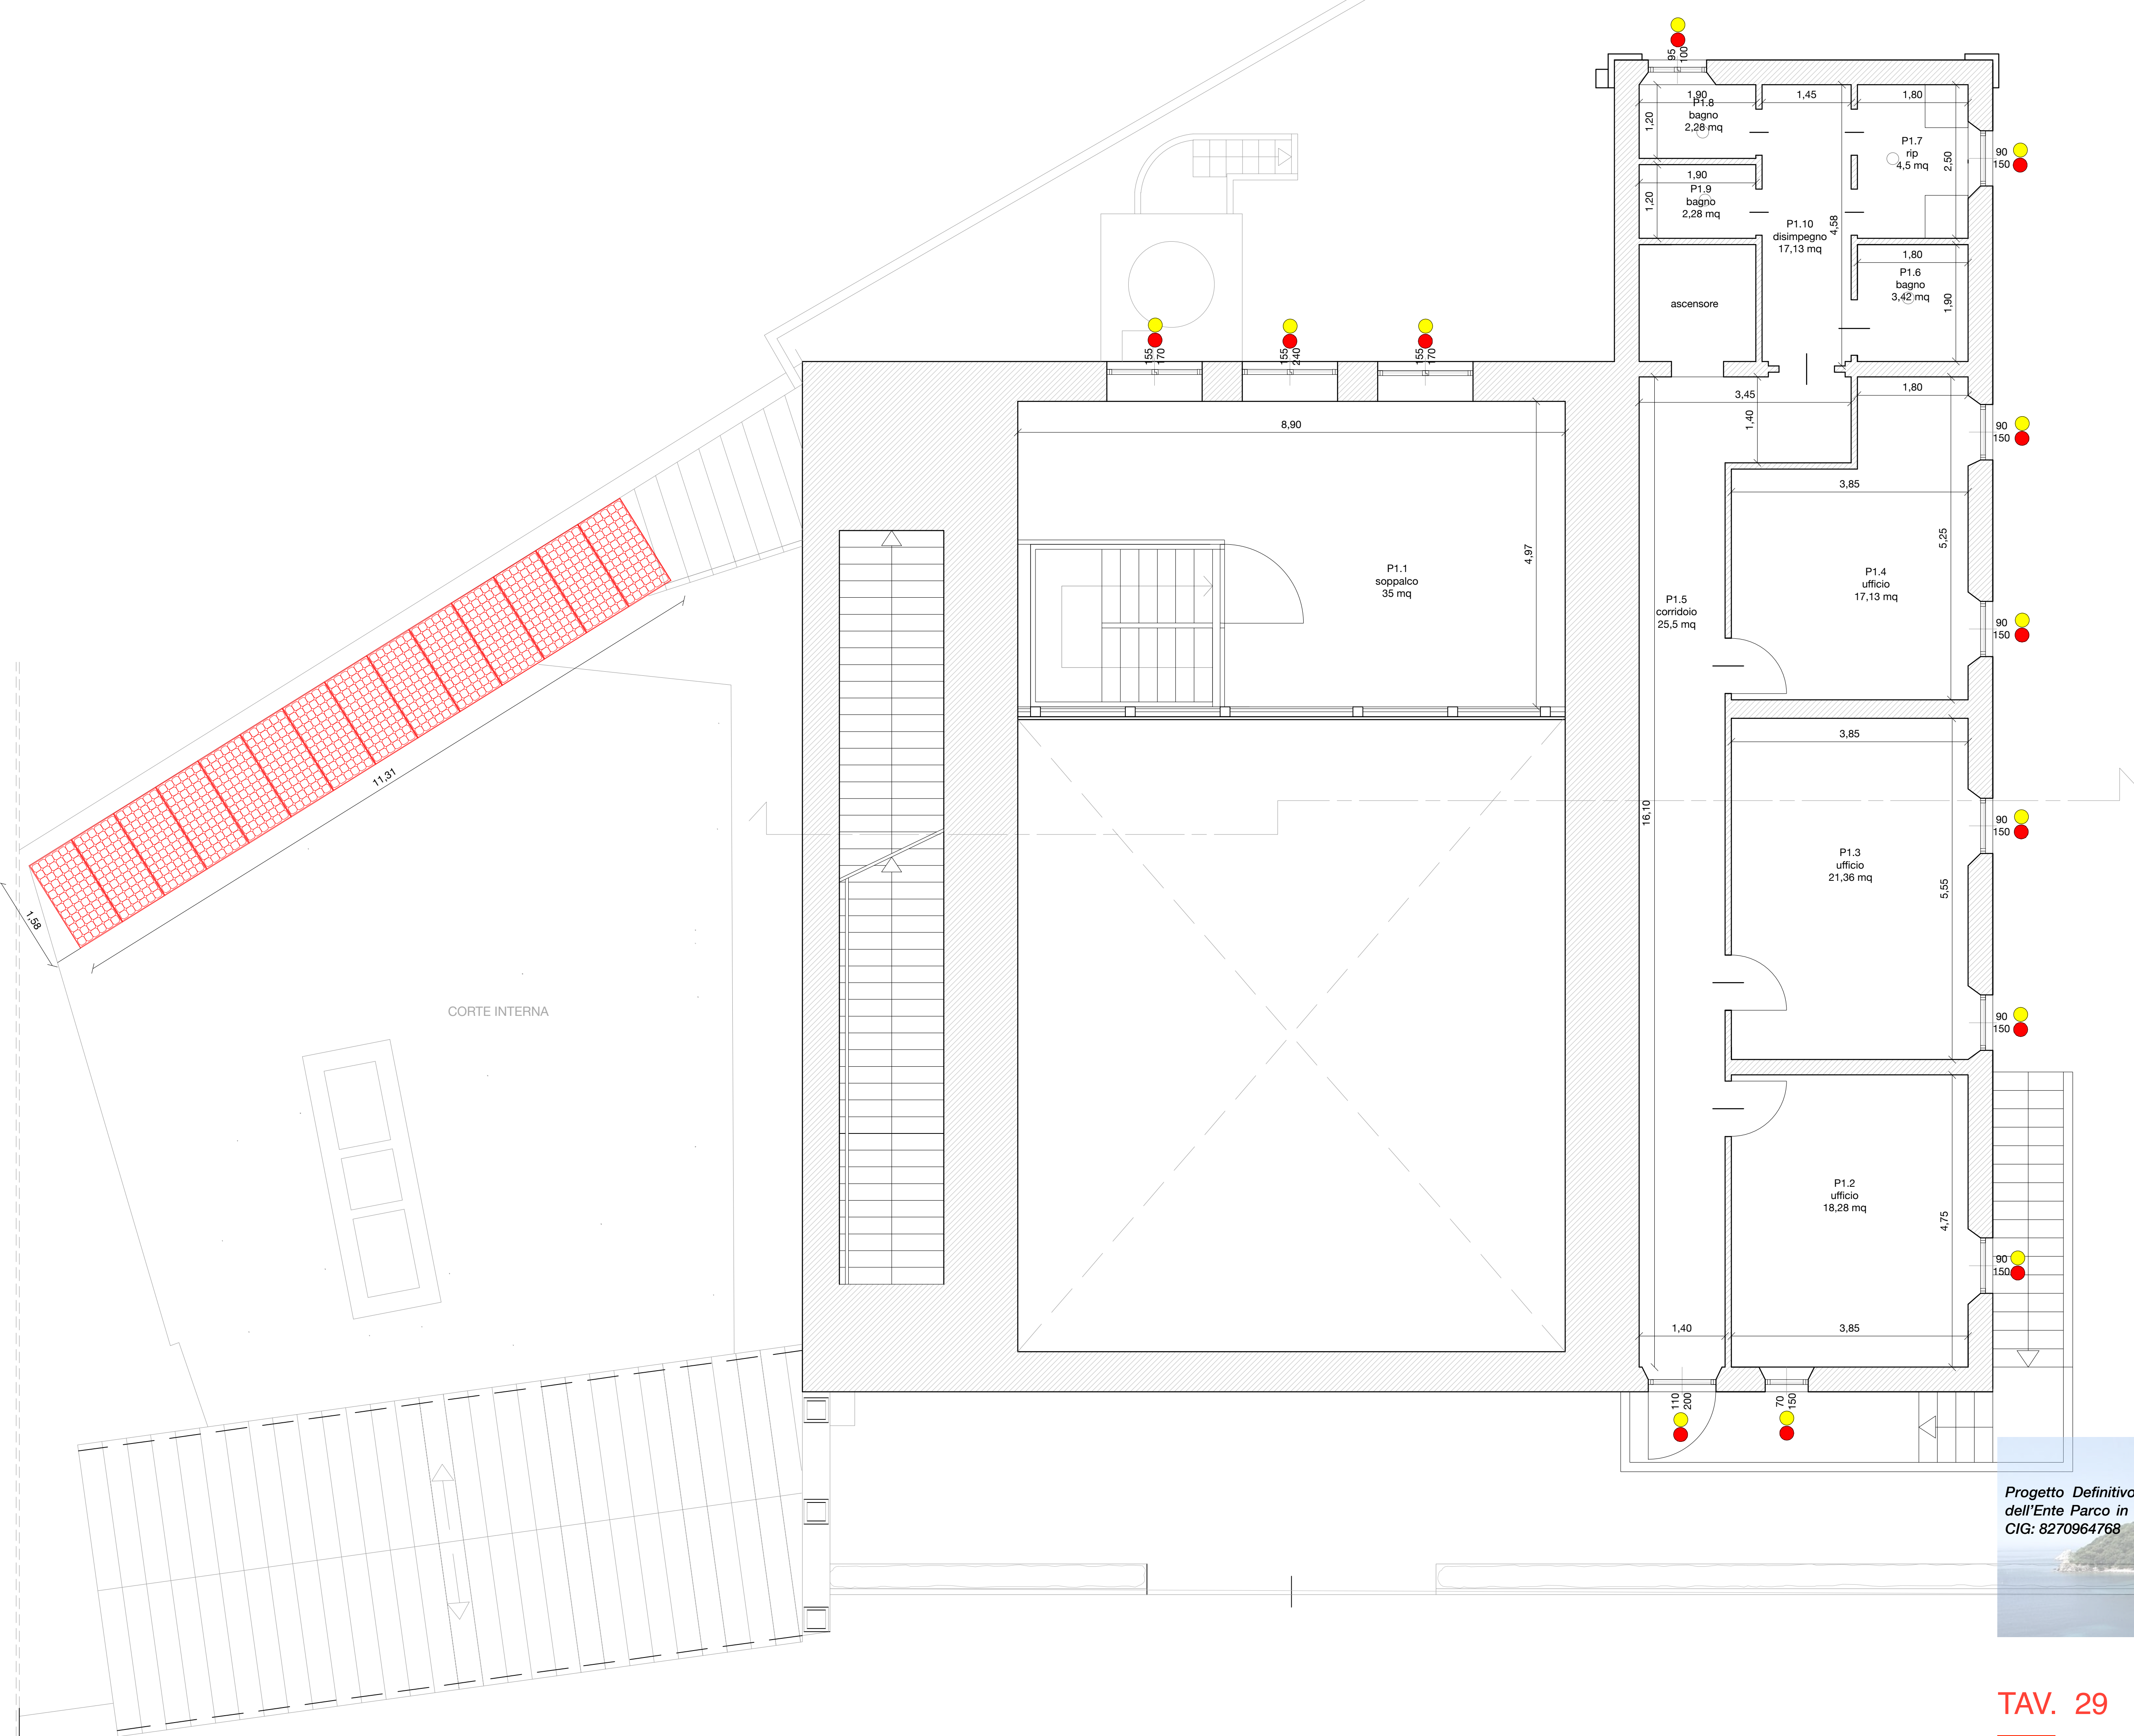 95
100
1,90
1,45
1,80
P1.8
bagno
2,28 mq
1,20
P1.7
rip
4,5 mq
2,50
90
150
1,90
P1.9
bagno
2,28 mq
1,20
P1.10
disimpegno
17,13 mq
4,58
1,80
P1.6
bagno
3,42 mq
1,90
ascensore
155
170
155
240
155
170
3,45
1,40
1,80
8,90
90
150
3,85
4,97
5,25
P1.1
soppalco
35 mq
P1.4
ufficio
17,13 mq
P1.5
corridoio
25,5 mq
90
150
3,85
11,31
16,10
90
150
P1.3
ufficio
21,36 mq
5,55
1,58
CORTE INTERNA
90
150
P1.2
ufficio
18,28 mq
4,75
90
150
1,40
3,85
110
200
70
150
Progetto Definitivo
dell'Ente Parco in
CIG: 8270964768
TAV. 29